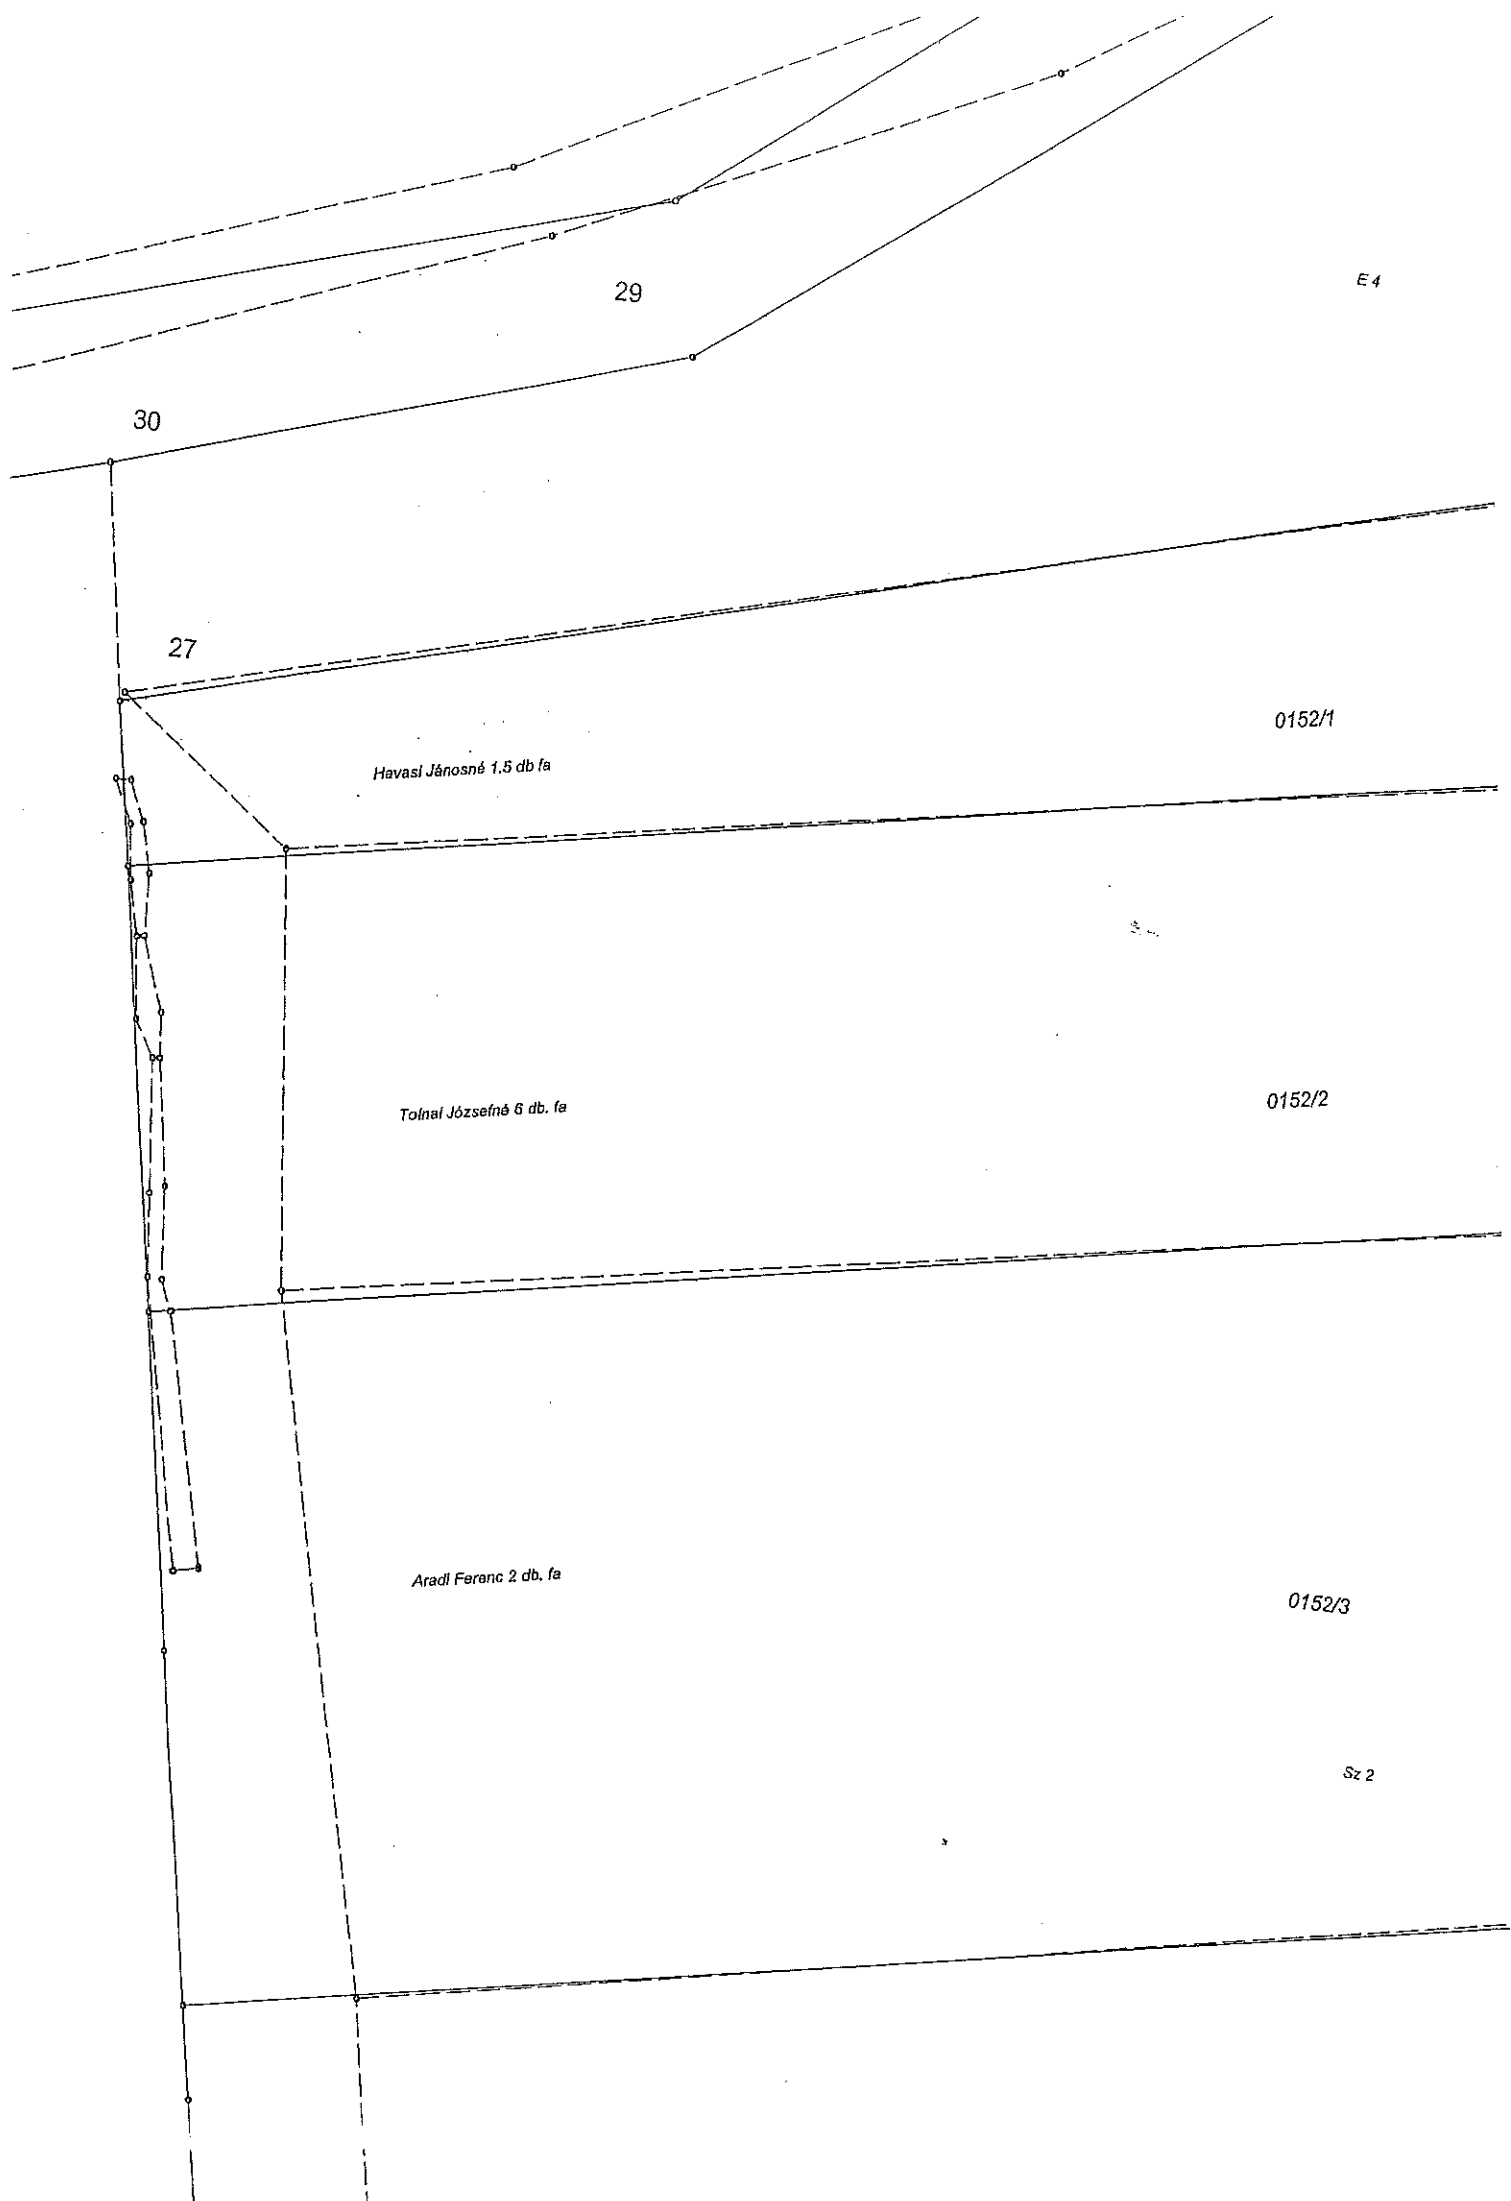 E 4
29
30
27
0152/1
Havasi Jánosné 1.5 db fa
0152/2
Tolnai Józsefné 6 db. fa
Aradi Ferenc 2 db. fa
0152/3
Sz 2